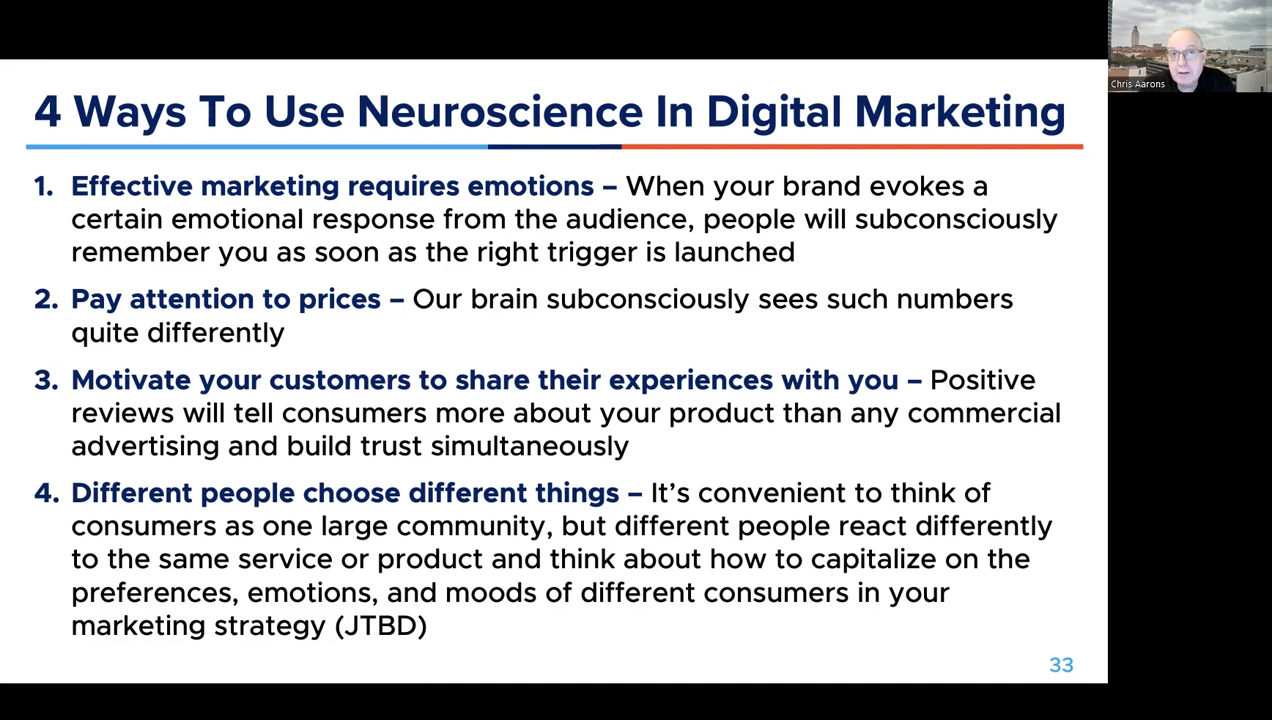 4 Ways To Use Neuroscience In Digital Marketing
1. Effective marketing requires emotions – When your brand evokes a
certain emotional response from the audience, people will subconsciously
remember you as soon as the right trigger is launched
2. Pay attention to prices – Our brain subconsciously sees such numbers
quite differently
3. Motivate your customers to share their experiences with you – Positive
reviews will tell consumers more about your product than any commercial
advertising and build trust simultaneously
4. Different people choose different things – It’s convenient to think of
consumers as one large community, but different people react differently
to the same service or product and think about how to capitalize on the
preferences, emotions, and moods of different consumers in your
marketing strategy (JTBD)
33
Chris Aarons